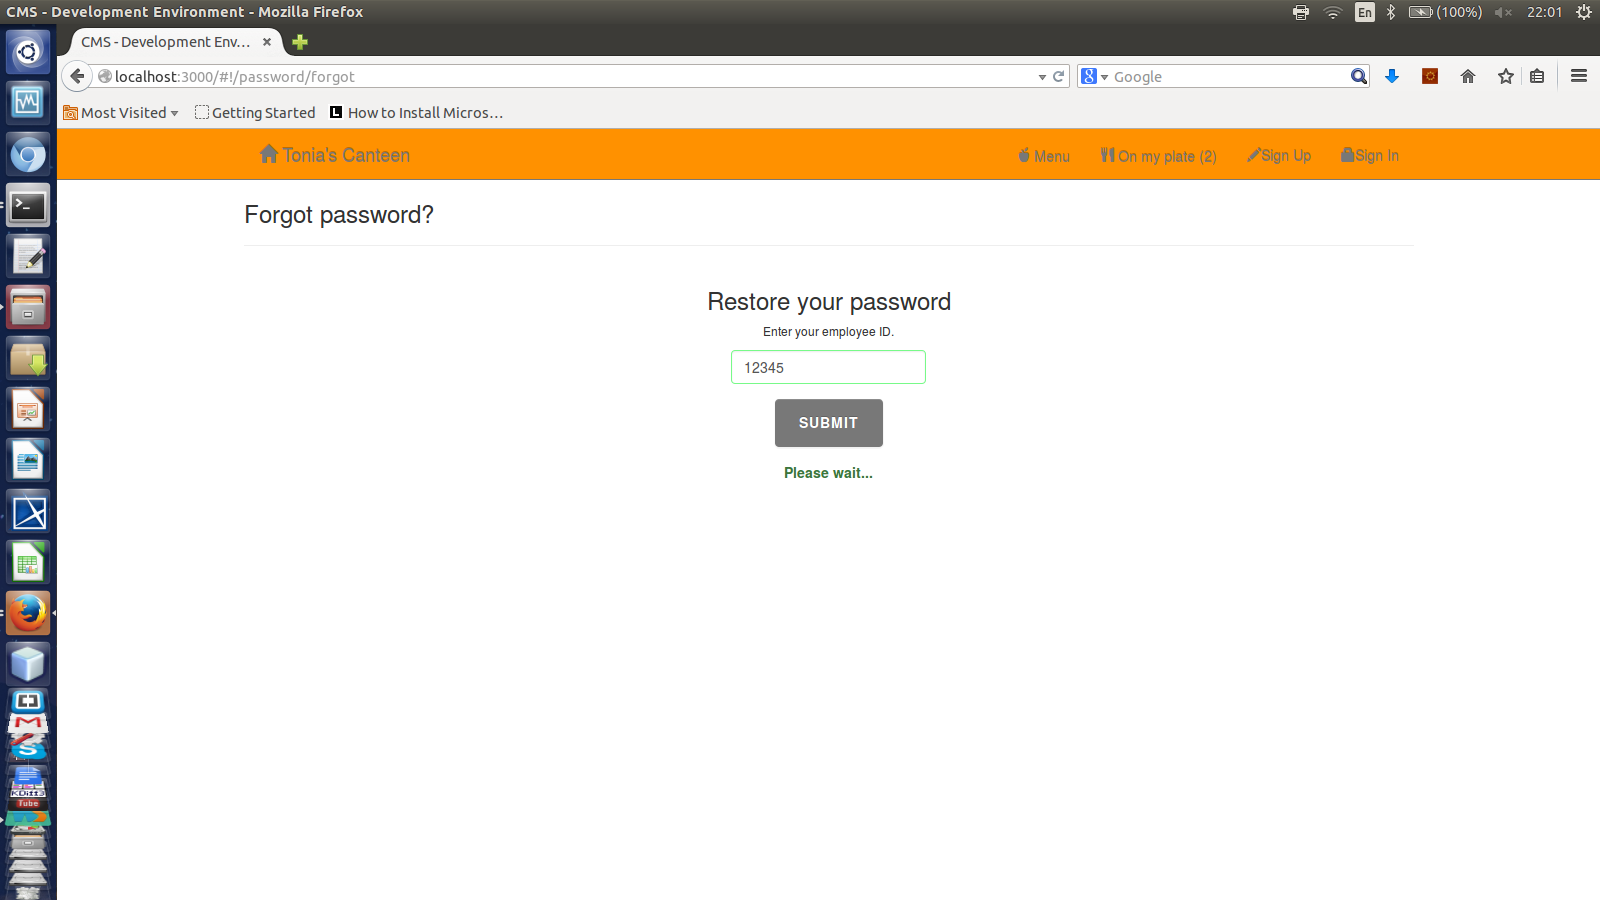 CMS - Development Environment - Mozilla Firefox
En
(100%)
22:01
CMS - Development Env...
localhost:3000/#!/password/forgot
Google
Most Visited
Getting Started
How to Install Micros...
Tonia's Canteen
Menu
On my plate (2)
Sign Up
Sign In
Forgot password?
Restore your password
Enter your employee ID.
12345
SUBMIT
Please wait...
KDiff3
Tube